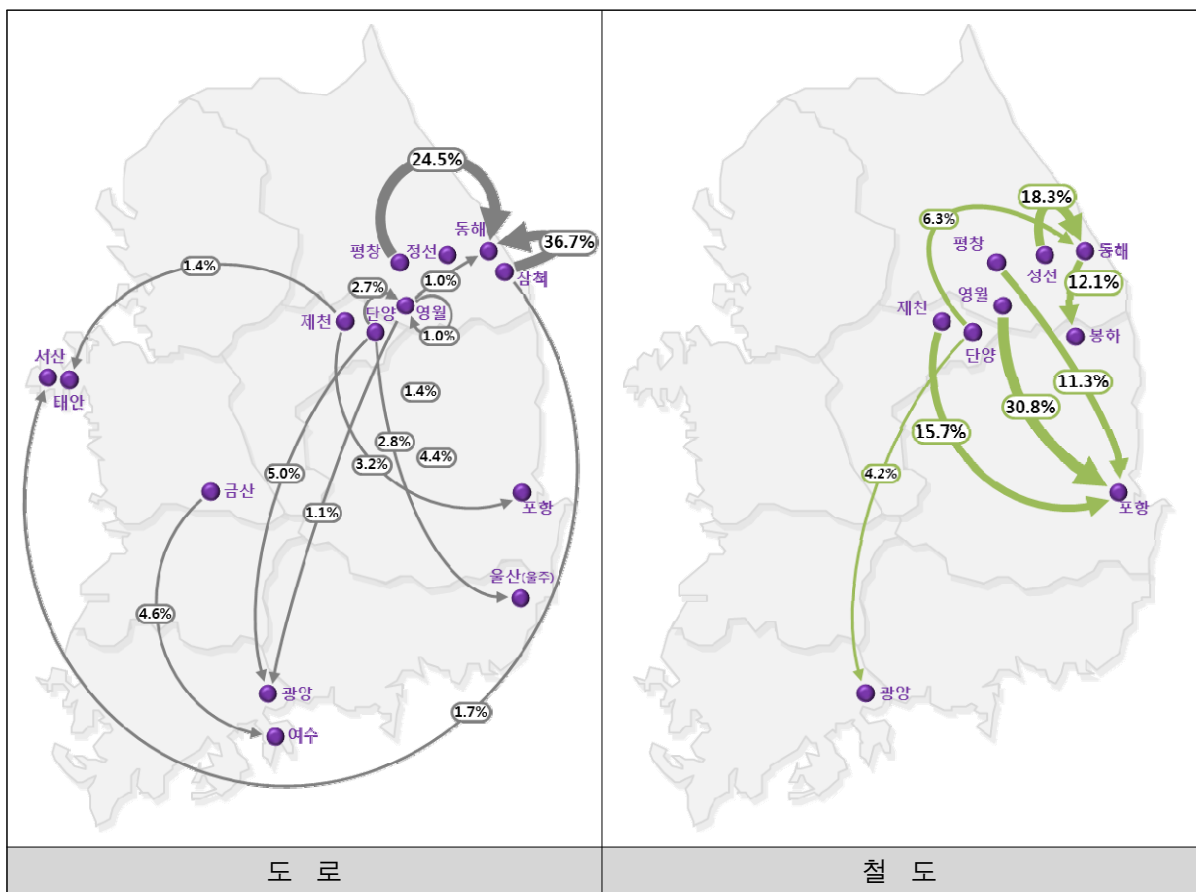 24.5%
동해
36.7%
평창
정선
삼척
1.4%
2.7%
1.0%
제천
단양
영월
1.0%
서산
태안
1.4%
2.8%
4.4%
5.0%
3.2%
금산
1.1%
포항
울산(울주)
4.6%
광양
1.7%
여수
도 로
18.3%
6.3%
평창
동해
정선
12.1%
영월
제천
봉화
단양
11.3%
30.8%
15.7%
4.2%
포항
광양
철 도